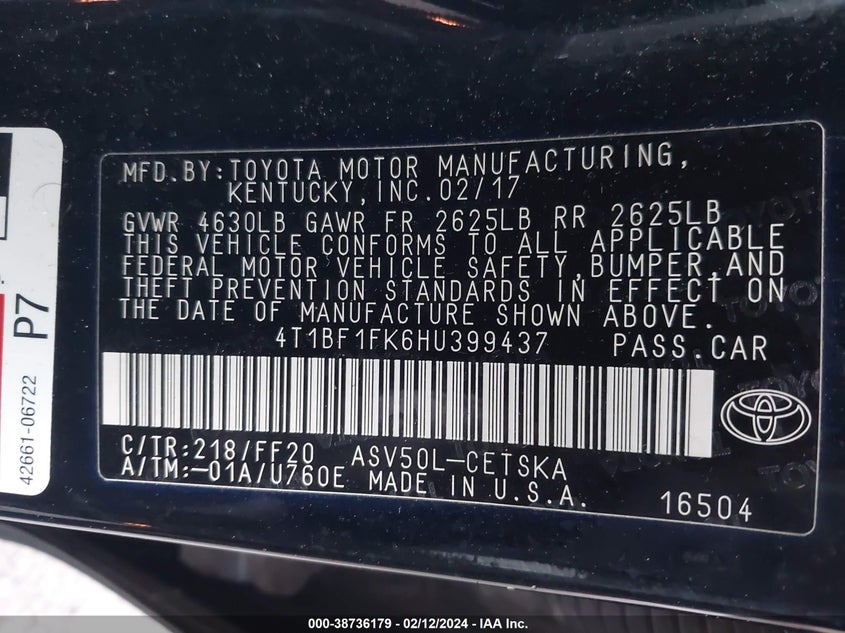 MFD.BY:TOYOTA MOTOR MANUFACTURING,
KENTUCKY,INC.02/17
GVWR 4630LB GAWR FR 2625LB RR 2625LB
THIS VEHICLE CONFORMS TO ALL APPLICABLE
FEDERAL MOTOR VEHICLE SAFETY,BUMPER,AND
THEFT PREVENTION STANDARDS IN EFFECT ON
THE DATE OF MANUFACTURE SHOWN ABOVE.
4T1BF1FK6HU399437 PASS.CAR
C/TR:218/FF20 ASV50L-CETSKA
A/TM:-01A/U760E MADE IN U.S.A.
16504
P7
42661-06722
000-38736179 - 02/12/2024 - IAA Inc.